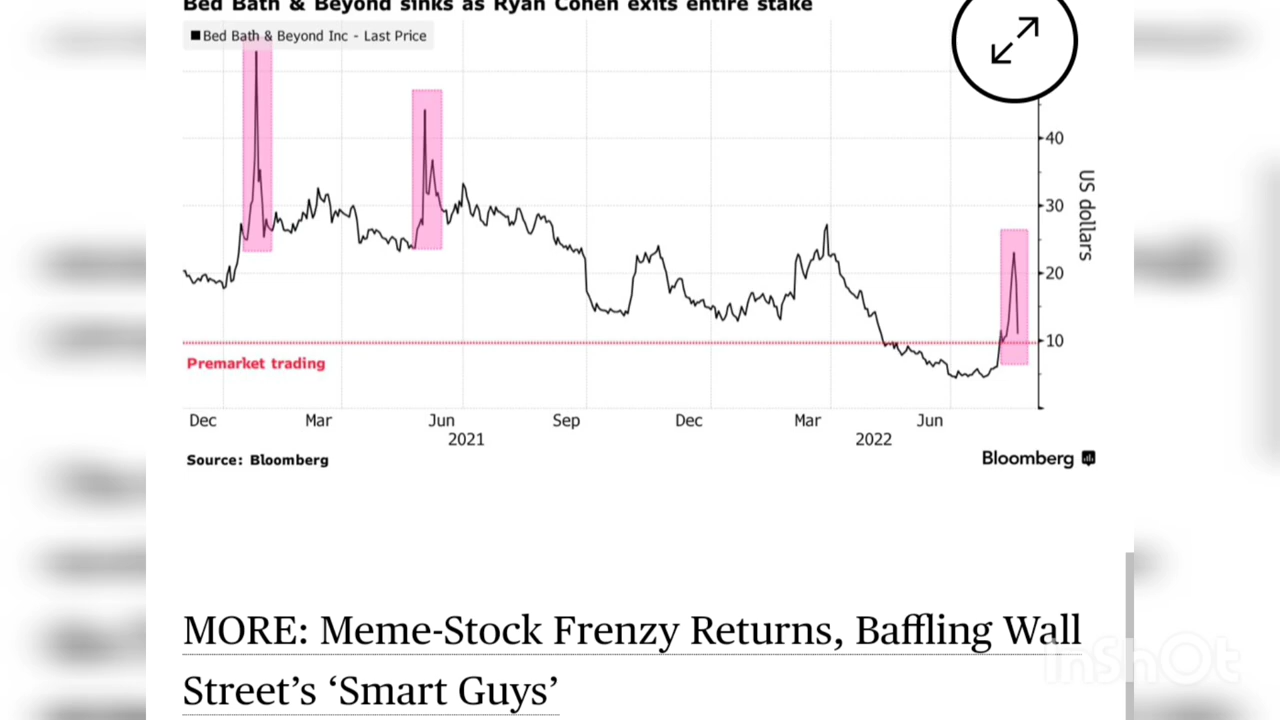 Bed Bath & Beyond sinks as Ryan Cohen exits entire stake
Bed Bath & Beyond Inc - Last Price
40
30
20
10
US dollars
Premarket trading
Dec Mar Jun Sep Dec Mar Jun
2021 2022
Source: Bloomberg
Bloomberg
MORE: Meme-Stock Frenzy Returns, Baffling Wall
Street’s ‘Smart Guys’
InShOt